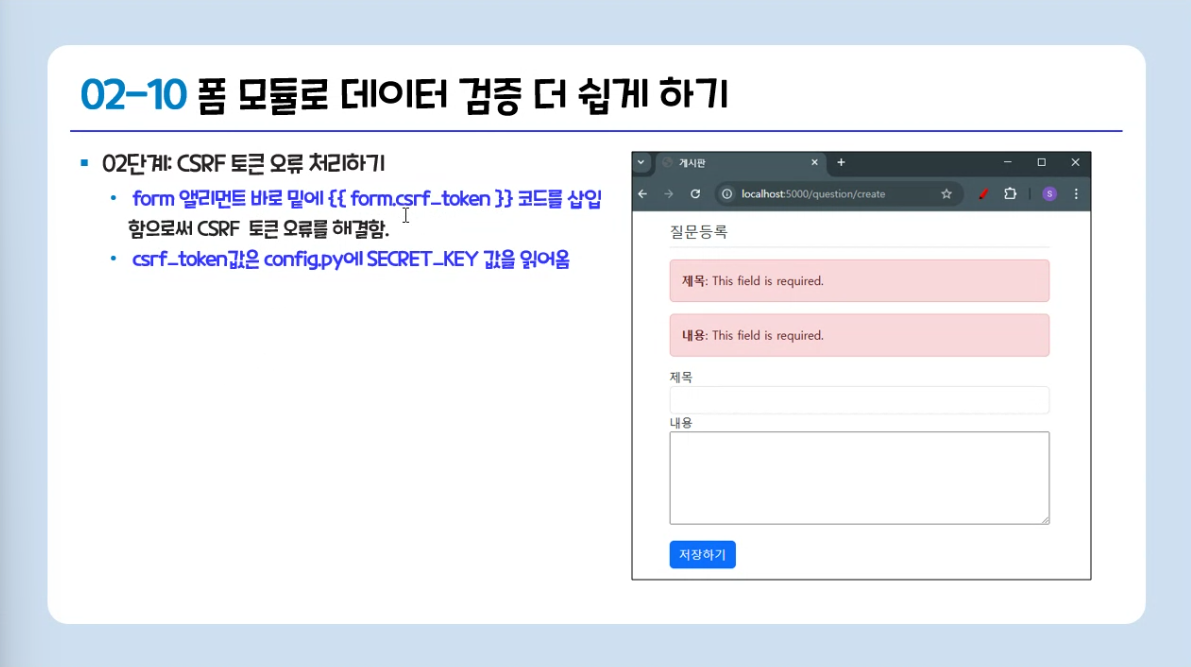 02-10 폼 모듈로 데이터 검증 더 쉽게 하기
02단계: CSRF 토큰 오류 처리하기
form 앨리먼트 바로 밑에 {{ form.csrf_token }} 코드를 삽입
함으로써 CSRF 토큰 오류를 해결함.
csrf_token값은 config.py에 SECRET_KEY 값을 읽어옴
게시판
localhost:5000/question/create
S
질문등록
제목: This field is required.
내용: This field is required.
제목
내용
저장하기